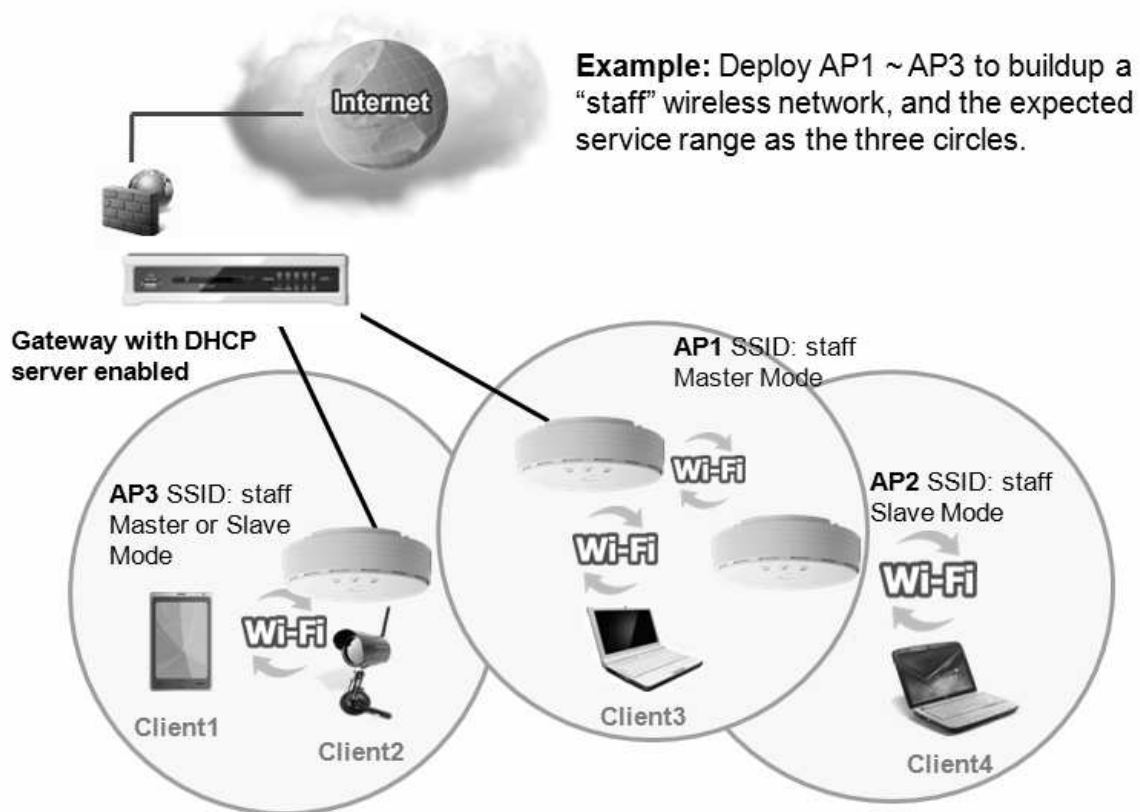 Example: Deploy AP1 ~ AP3 to buildup a
“staff” wireless network, and the expected
service range as the three circles.
Internet
Gateway with DHCP
server enabled
AP1 SSID: staff
Master Mode
Wi-Fi
AP3 SSID: staff
Master or Slave
Mode
AP2 SSID: staff
Slave Mode
Wi-Fi
Wi-Fi
Wi-Fi
Client1
Client2
Client3
Client4